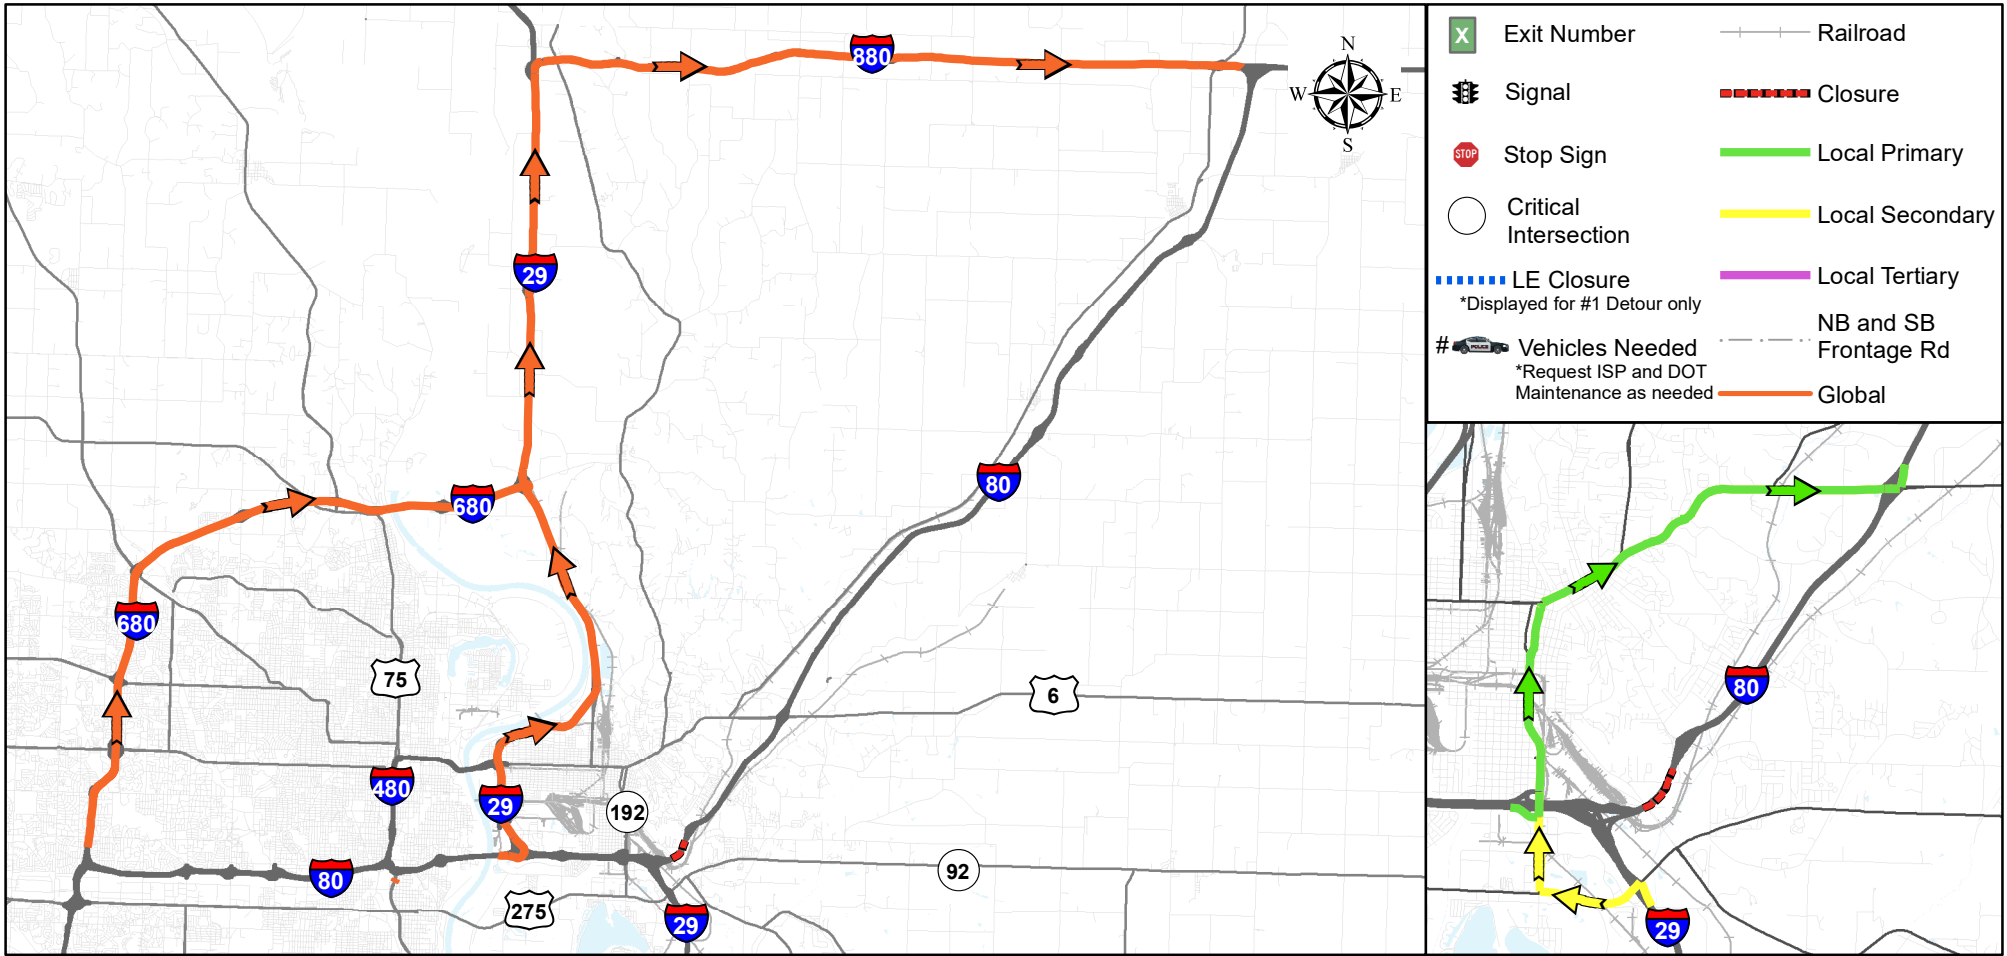 880
N
W
E
S
29
80
680
680
75
6
480
29
192
80
92
275
29
X
Exit Number
Signal
STOP
Stop Sign
Critical
Intersection
LE Closure
*Displayed for #1 Detour only
#
POLICE
Vehicles Needed
*Request ISP and DOT
Maintenance as needed
Railroad
Closure
Local Primary
Local Secondary
Local Tertiary
NB and SB
Frontage Rd
Global
80
29